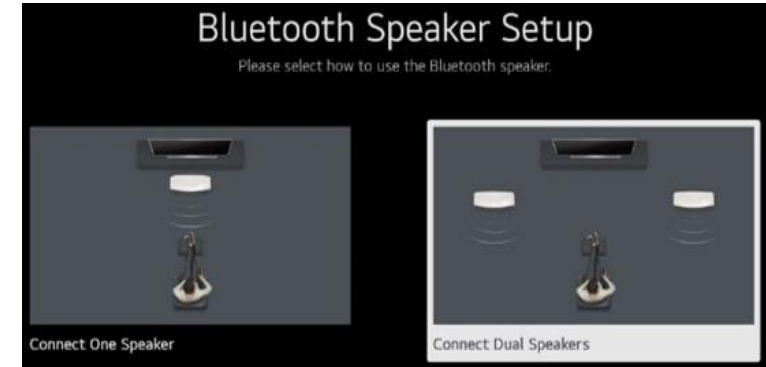 Bluetooth Speaker Setup
Please select how to use the Bluetooth speaker.
Connect One Speaker
Connect Dual Speakers